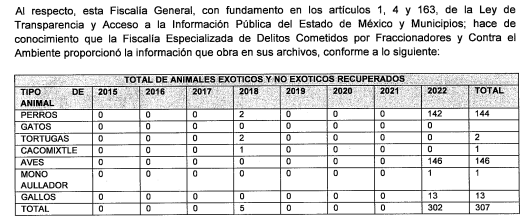 Al respecto, esta Fiscalía General, con fundamento en los artículos 1, 4 y 163, de la Ley de
Transparencia y Acceso a la Información Pública del Estado de México y Municipios; hace de
conocimiento que la Fiscalía Especializada de Delitos Cometidos por Fraccionadores y Contra el
Ambiente proporcionó la información que obra en sus archivos, conforme a lo siguiente:
TOTAL DE ANIMALES EXOTICOS Y NO EXOTICOS RECUPERADOS
TIPO DE ANIMAL 2015 2016 2017 2018 2019 2020 2021 2022 TOTAL
PERROS 0 0 0 2 0 0 0 142 144
GATOS 0 0 0 0 0 0 0 0
TORTUGAS 0 0 0 2 0 0 0 0 2
CACOMIXTLE 0 0 0 1 0 0 0 0 1
AVES 0 0 0 0 0 0 0 146 146
MONO AULLADOR 0 0 0 0 0 0 0 1 1
GALLOS 0 0 0 0 0 0 0 13 13
TOTAL 0 0 0 5 0 0 0 302 307